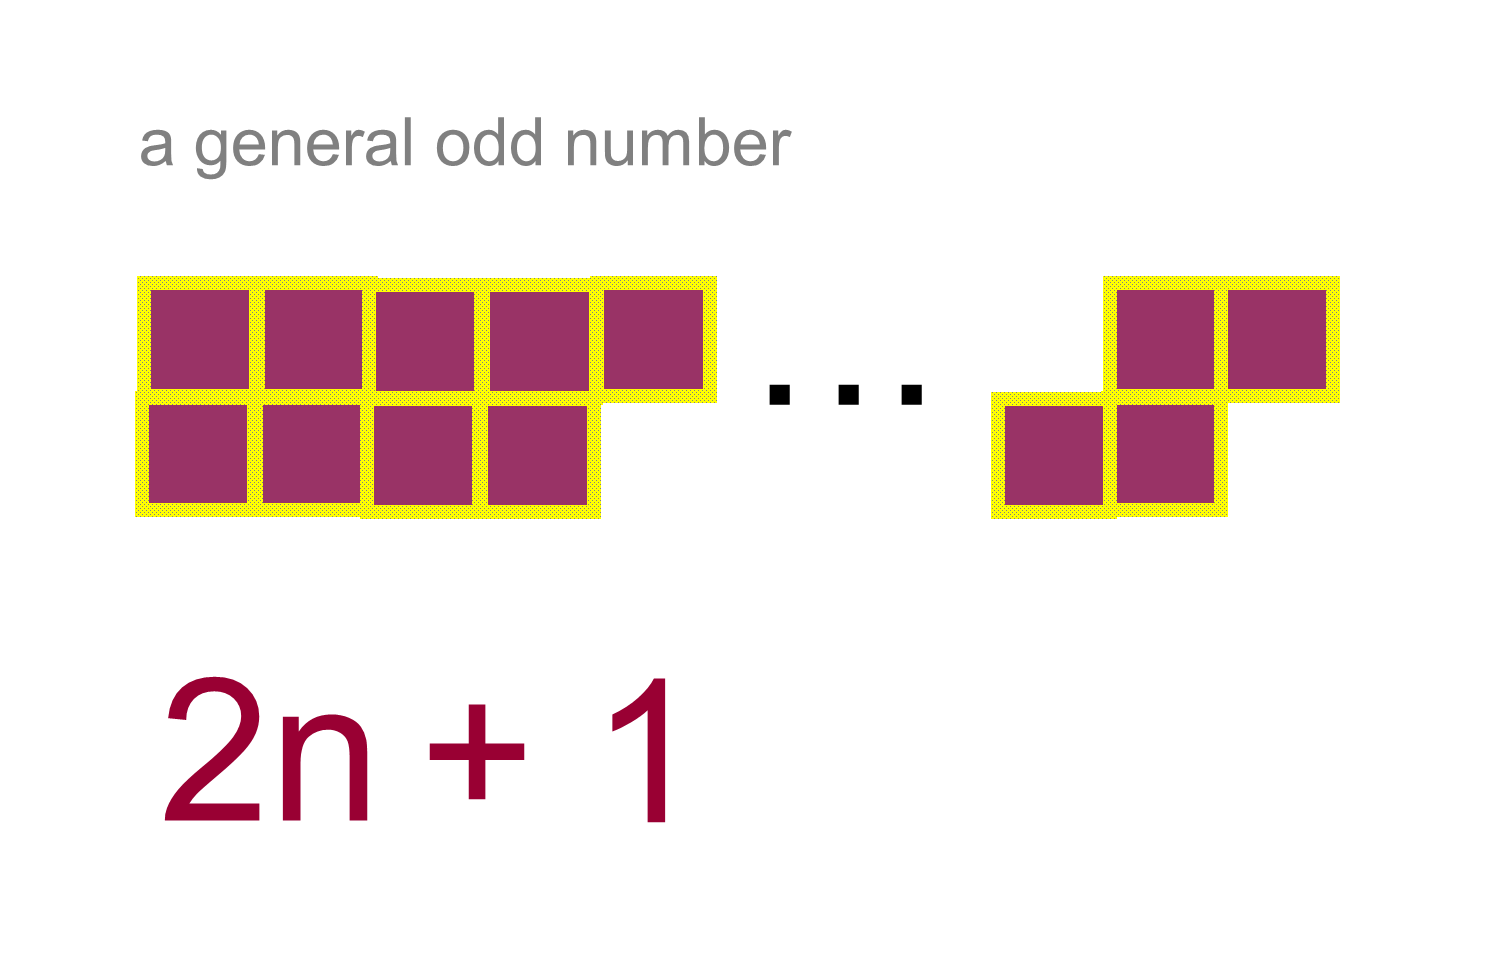 a general odd number
. . .
2n + 1